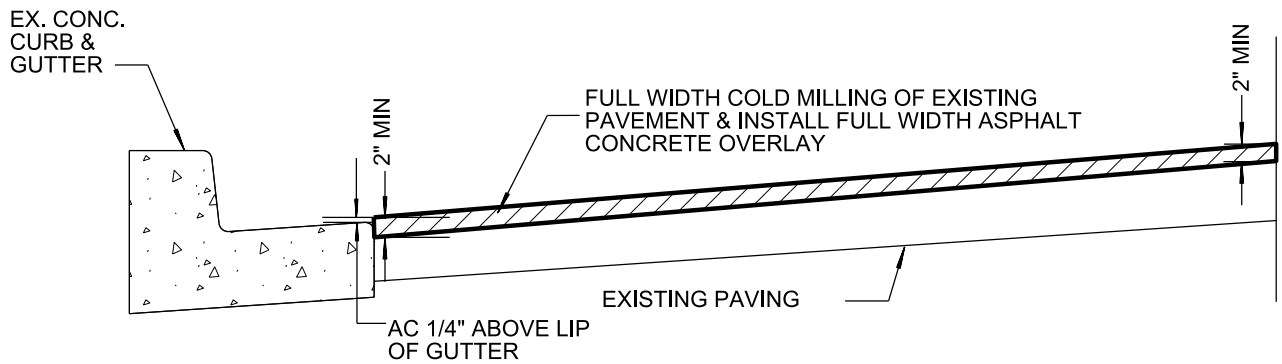 EX. CONC.
CURB &
GUTTER
2" MIN
FULL WIDTH COLD MILLING OF EXISTING
PAVEMENT & INSTALL FULL WIDTH ASPHALT
CONCRETE OVERLAY
2" MIN
EXISTING PAVING
AC 1/4" ABOVE LIP
OF GUTTER